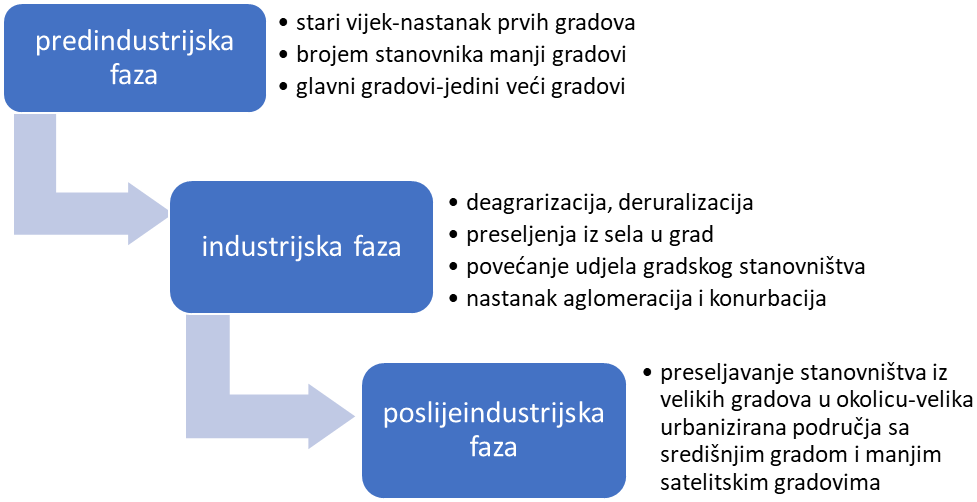 predindustrijska
faza
• stari vijek-nastanak prvih gradova
• brojem stanovnika manji gradovi
• glavni gradovi-jedini veći gradovi
industrijska faza
• deagrarizacija, deruralizacija
• preseljenja iz sela u grad
• povećanje udjela gradskog stanovništva
• nastanak aglomeracija i konurbacija
poslijeindustrijska
faza
• preseljavanje stanovništva iz
velikih gradova u okolicu-velika
urbanizirana područja sa
središnjim gradom i manjim
satelitskim gradovima